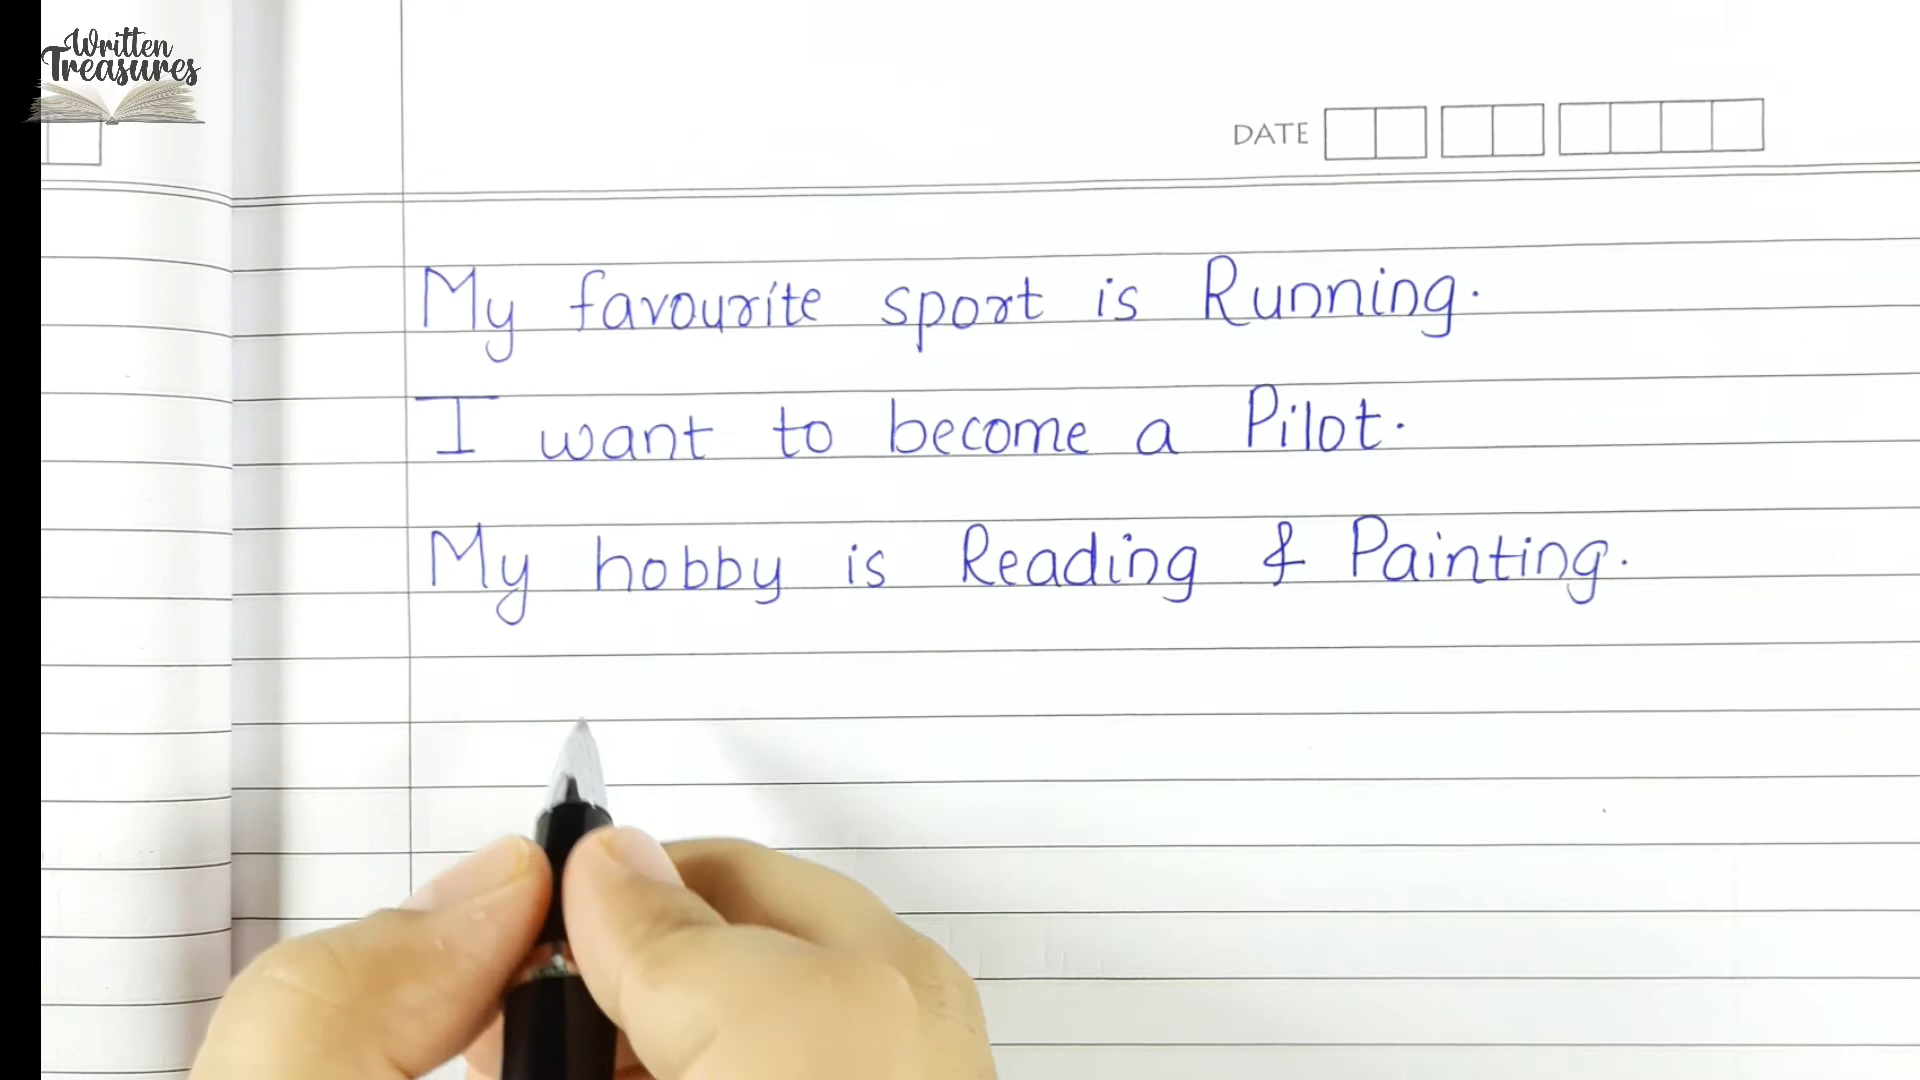 Written
Treasures
DATE
My favourite sport is Running.
I want to become a Pilot.
My hobby is Reading & Painting.